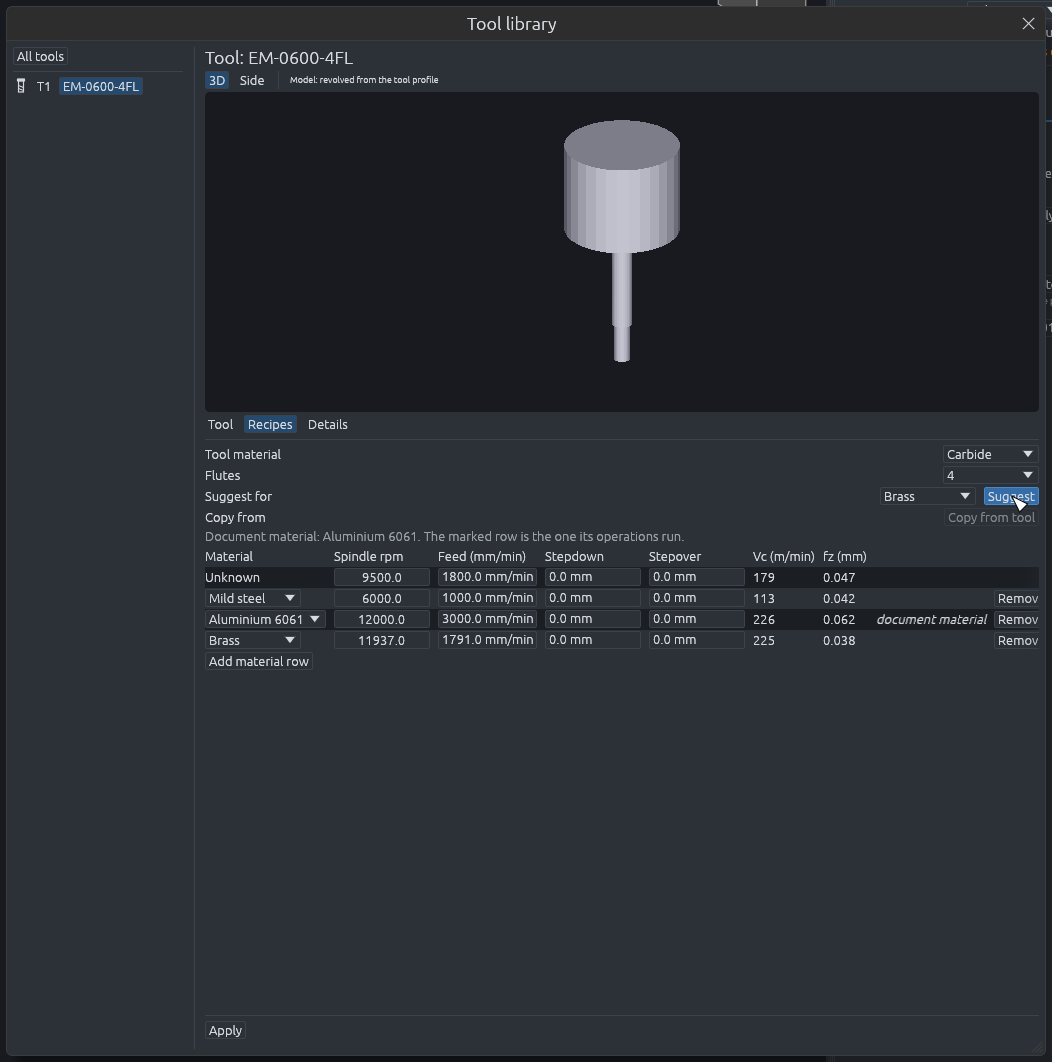 Tool library
All tools
T1 EM-0600-4FL
Tool: EM-0600-4FL
3D Side Model: revolved from the tool profile
Tool Recipes Details
Tool material Carbide
Flutes 4
Suggest for Brass Suggest
Copy from Copy from tool
Document material: Aluminium 6061. The marked row is the one its operations run.
Material Spindle rpm Feed (mm/min) Stepdown Stepover Vc (m/min) fz (mm)
Unknown 9500.0 1800.0 mm/min 0.0 mm 0.0 mm 179 0.047
Mild steel 6000.0 1000.0 mm/min 0.0 mm 0.0 mm 113 0.042 Remov
Aluminium 6061 12000.0 3000.0 mm/min 0.0 mm 0.0 mm 226 0.062 document material Remov
Brass 11937.0 1791.0 mm/min 0.0 mm 0.0 mm 225 0.038 Remov
Add material row
Apply